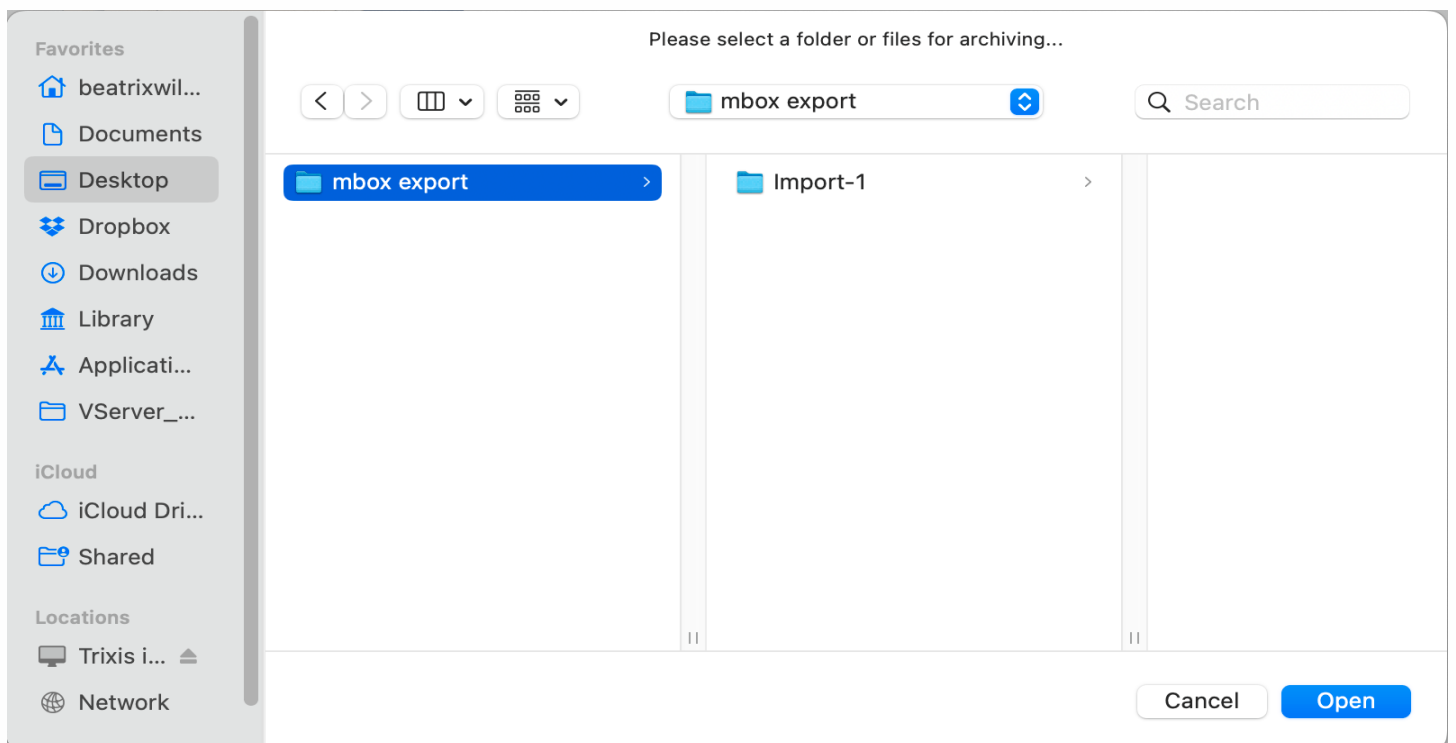 Please select a folder or files for archiving...
Favorites
beatrixwil...
Documents
Desktop
Dropbox
Downloads
Library
Applicati...
VServer_...
iCloud
iCloud Dri...
Shared
Locations
Trixis i...
Network
mbox export
Search
mbox export
Import-1
Cancel
Open